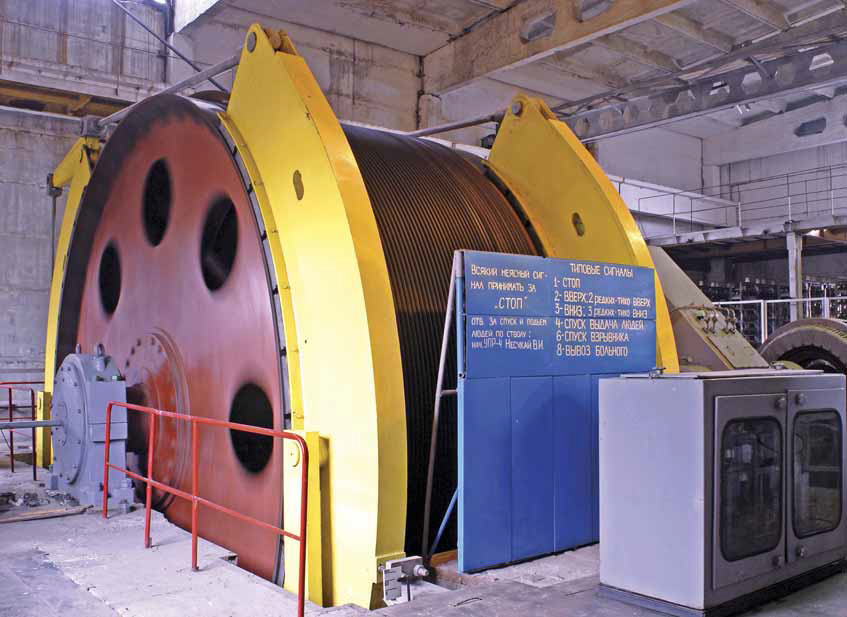 Всякий неясный сиг-
нал принимать за
„СТОП"
отв. за спуск и подъем
людей по стволу:
нач. УПР-4 Несукай В.И.
ТИПОВЫЕ СИГНАЛЫ
1- СТОП
2- ВВЕРХ; 2 редких-тихо ВВЕРХ
3- ВНИЗ; 3 редких-тихо ВНИЗ
4- СПУСК ВЫДАЧА ЛЮДЕЙ
6- СПУСК ВЗРЫВНИКА
8- ВЫВОЗ БОЛЬНОГО